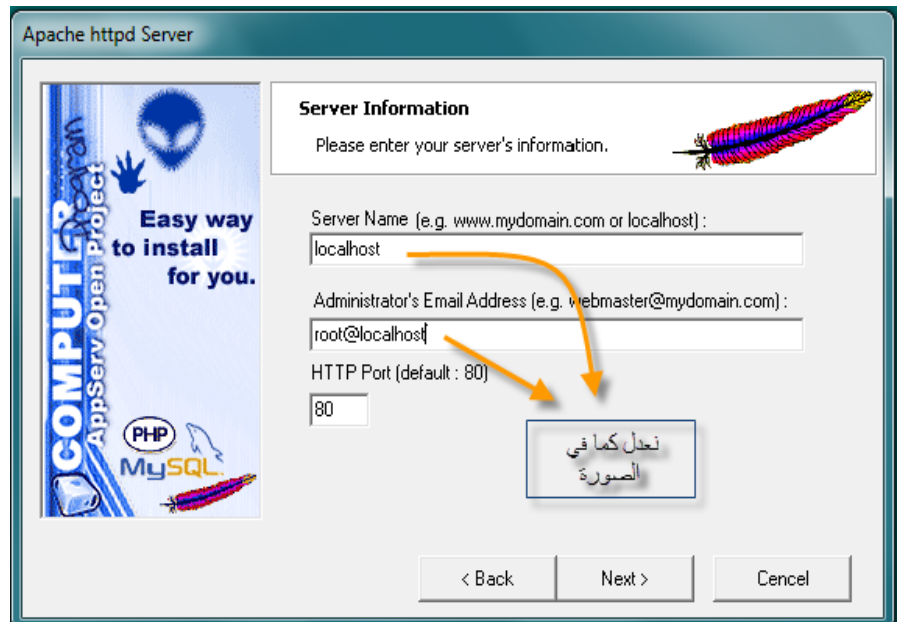 Apache httpd Server
Server Information
Please enter your server's information.
COMPUTER
Program
AppServ Open Project
Easy way
to install
for you.
PHP
MySQL
Server Name (e.g. www.mydomain.com or localhost) :
localhost
Administrator's Email Address (e.g. webmaster@mydomain.com) :
root@localhost
HTTP Port (default : 80)
80
نعدل كما في
الصورة
< Back
Next >
Cencel